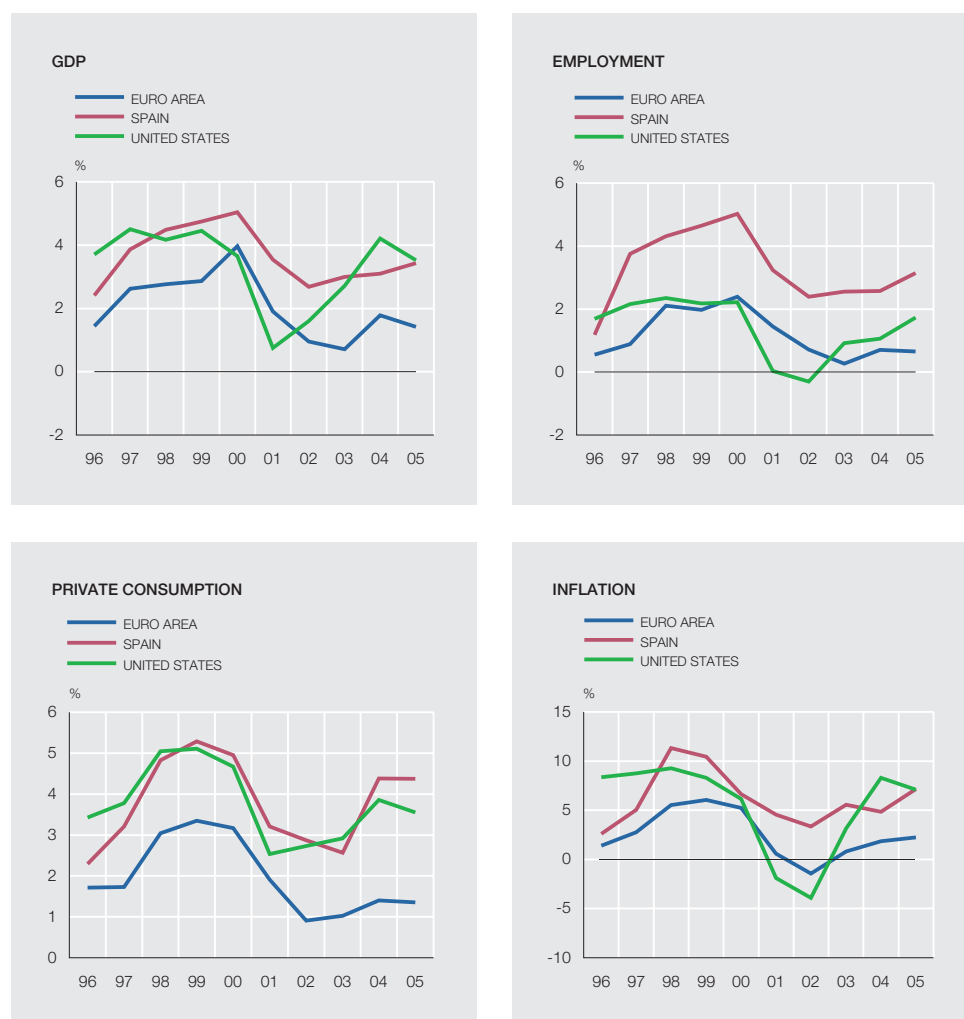 GDP
EURO AREA
SPAIN
UNITED STATES
%
6
4
2
0
-2
96 97 98 99 00 01 02 03 04 05
EMPLOYMENT
EURO AREA
SPAIN
UNITED STATES
%
6
4
2
0
-2
96 97 98 99 00 01 02 03 04 05
PRIVATE CONSUMPTION
EURO AREA
SPAIN
UNITED STATES
%
6
5
4
3
2
1
0
96 97 98 99 00 01 02 03 04 05
INFLATION
EURO AREA
SPAIN
UNITED STATES
%
15
10
5
0
-5
-10
96 97 98 99 00 01 02 03 04 05